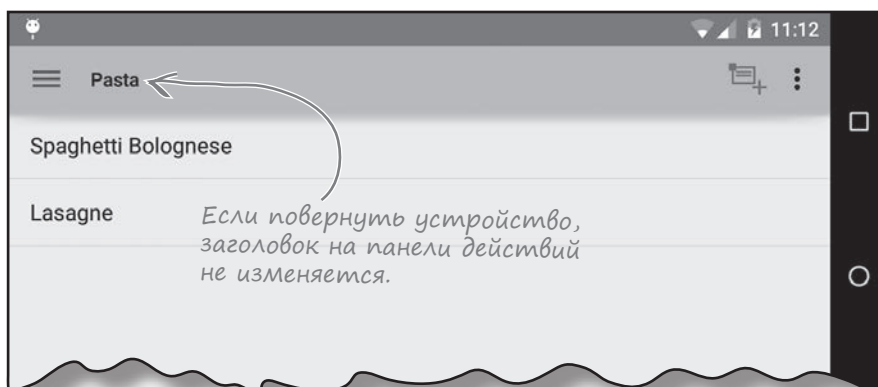 11:12
Pasta
Spaghetti Bolognese
Lasagne
Если повернуть устройство,
заголовок на панели действий
не изменяется.